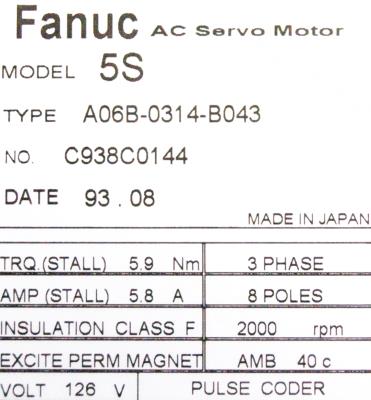 Fanuc AC Servo Motor
MODEL 5S
TYPE A06B-0314-B043
NO. C938C0144
DATE 93.08
MADE IN JAPAN
TRQ.(STALL) 5.9 Nm 3 PHASE
AMP (STALL) 5.8 A 8 POLES
INSULATION CLASS F 2000 rpm
EXCITE PERM MAGNET AMB 40 c
VOLT 126 V PULSE CODER